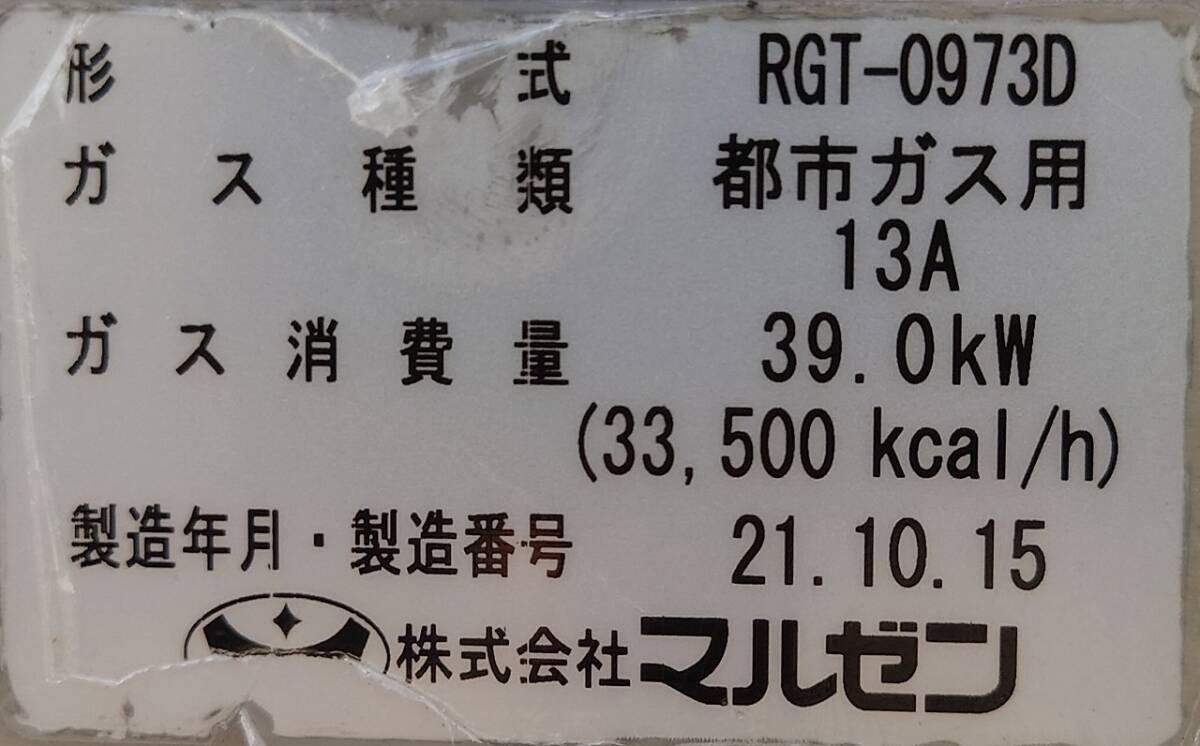 形式 RGT-0973D
ガス種類 都市ガス用
13A
ガス消費量 39.0kW
(33,500 kcal/h)
製造年月・製造番号 21.10.15
株式会社マルゼン